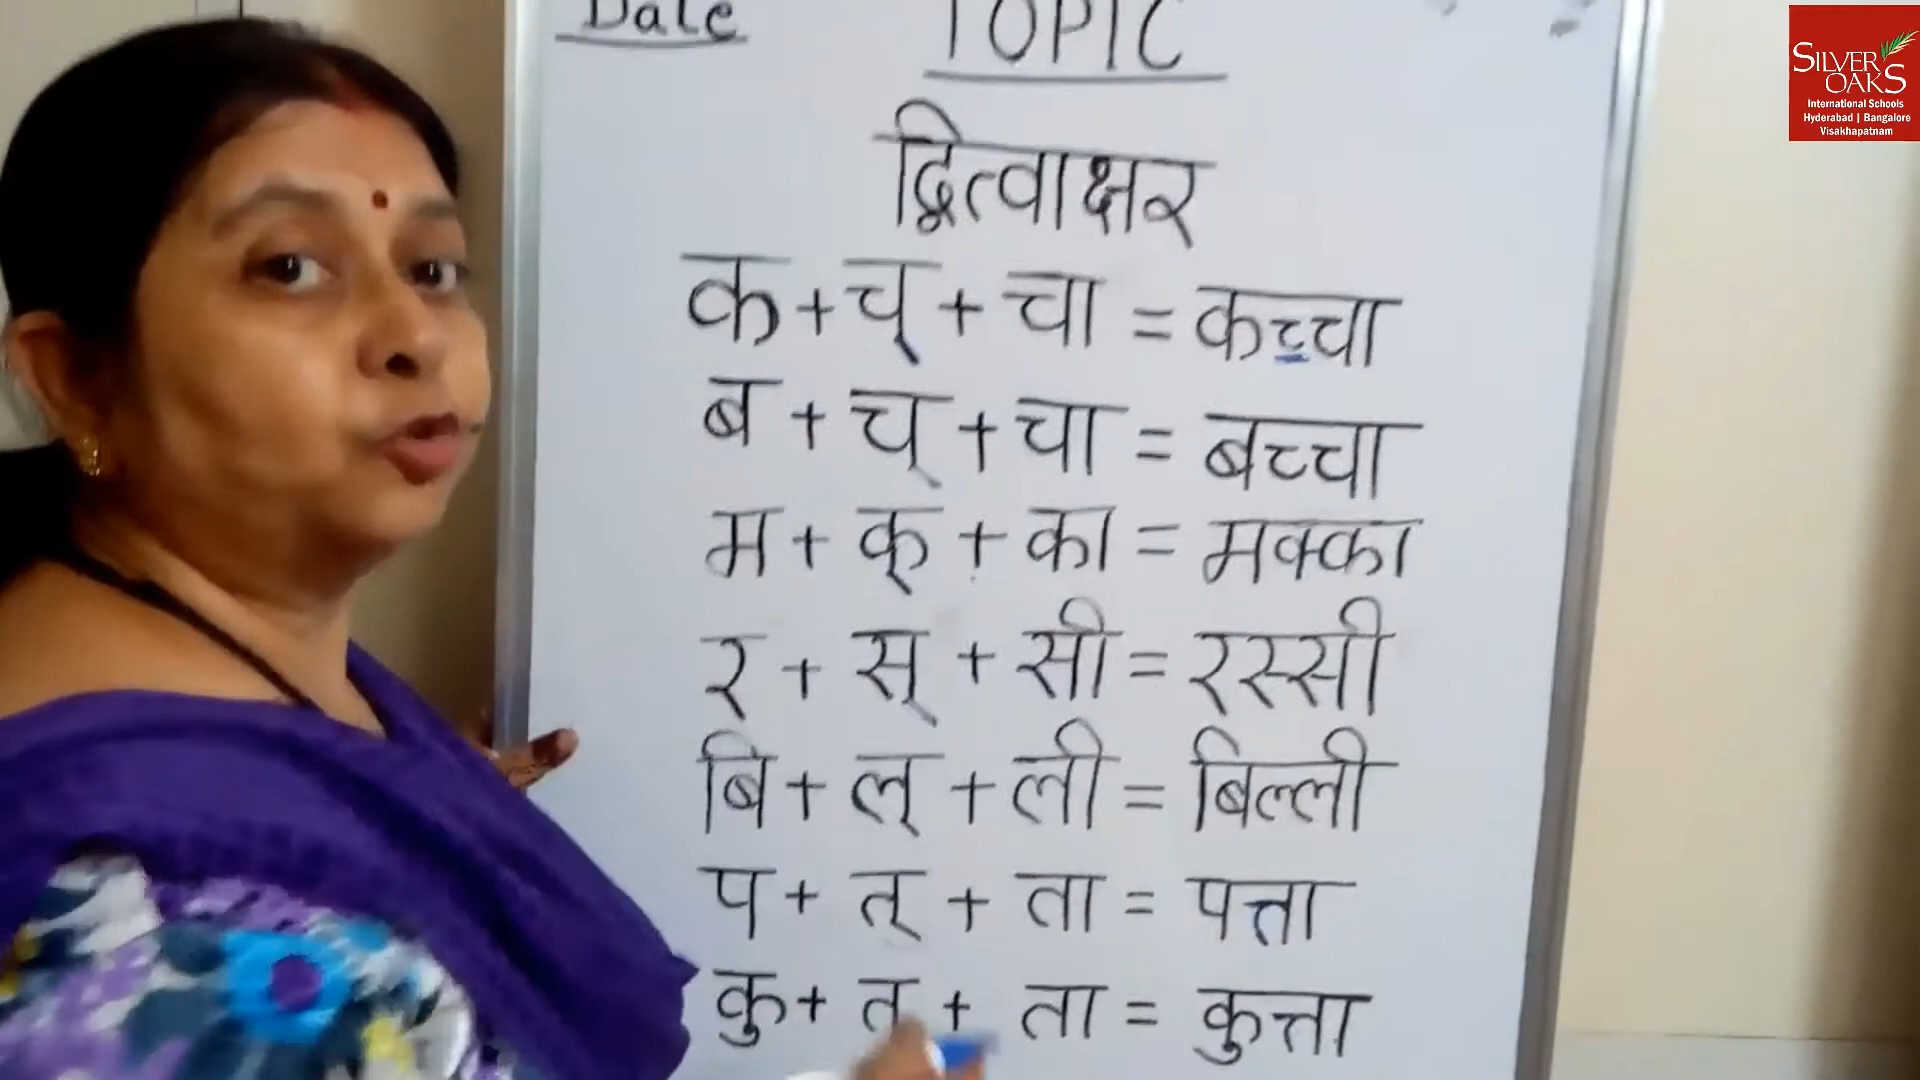 Date
TOPIC
द्वित्वाक्षर
क + च् + चा = कच्चा
ब + च् + चा = बच्चा
म + क् + का = मक्का
र + स् + सी = रस्सी
बि + ल् + ली = बिल्ली
प + त् + ता = पत्ता
कु + त् + ता = कुत्ता
SILVER OAKS
International Schools
Hyderabad | Bangalore
Visakhapatnam